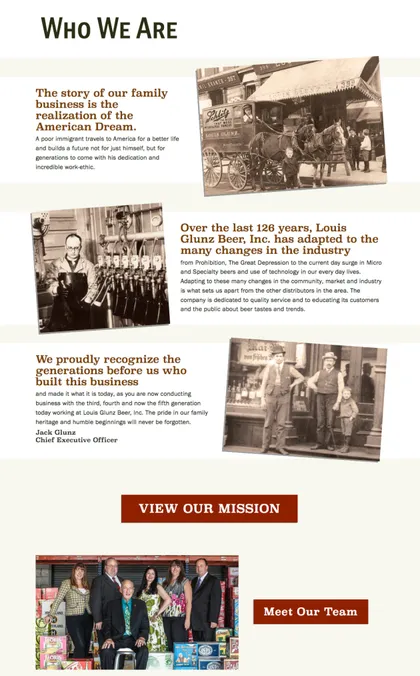 WHO WE ARE
The story of our family
business is the
realization of the
American Dream.
A poor immigrant travels to America for a better life
and builds a future not for just himself, but for
generations to come with his dedication and
incredible work-ethic.
Over the last 126 years, Louis
Glunz Beer, Inc. has adapted to the
many changes in the industry
from Prohibition, The Great Depression to the current day surge in Micro
and Specialty beers and use of technology in our every day lives.
Adapting to these many changes in the community, market and industry
is what sets us apart from the other distributors in the area. The
company is dedicated to quality service and to educating its customers
and the public about beer tastes and trends.
We proudly recognize the
generations before us who
built this business
and made it what it is today, as you are now conducting
business with the third, fourth and now the fifth generation
today working at Louis Glunz Beer, Inc. The pride in our family
heritage and humble beginnings will never be forgotten.
Jack Glunz
Chief Executive Officer
VIEW OUR MISSION
Meet Our Team